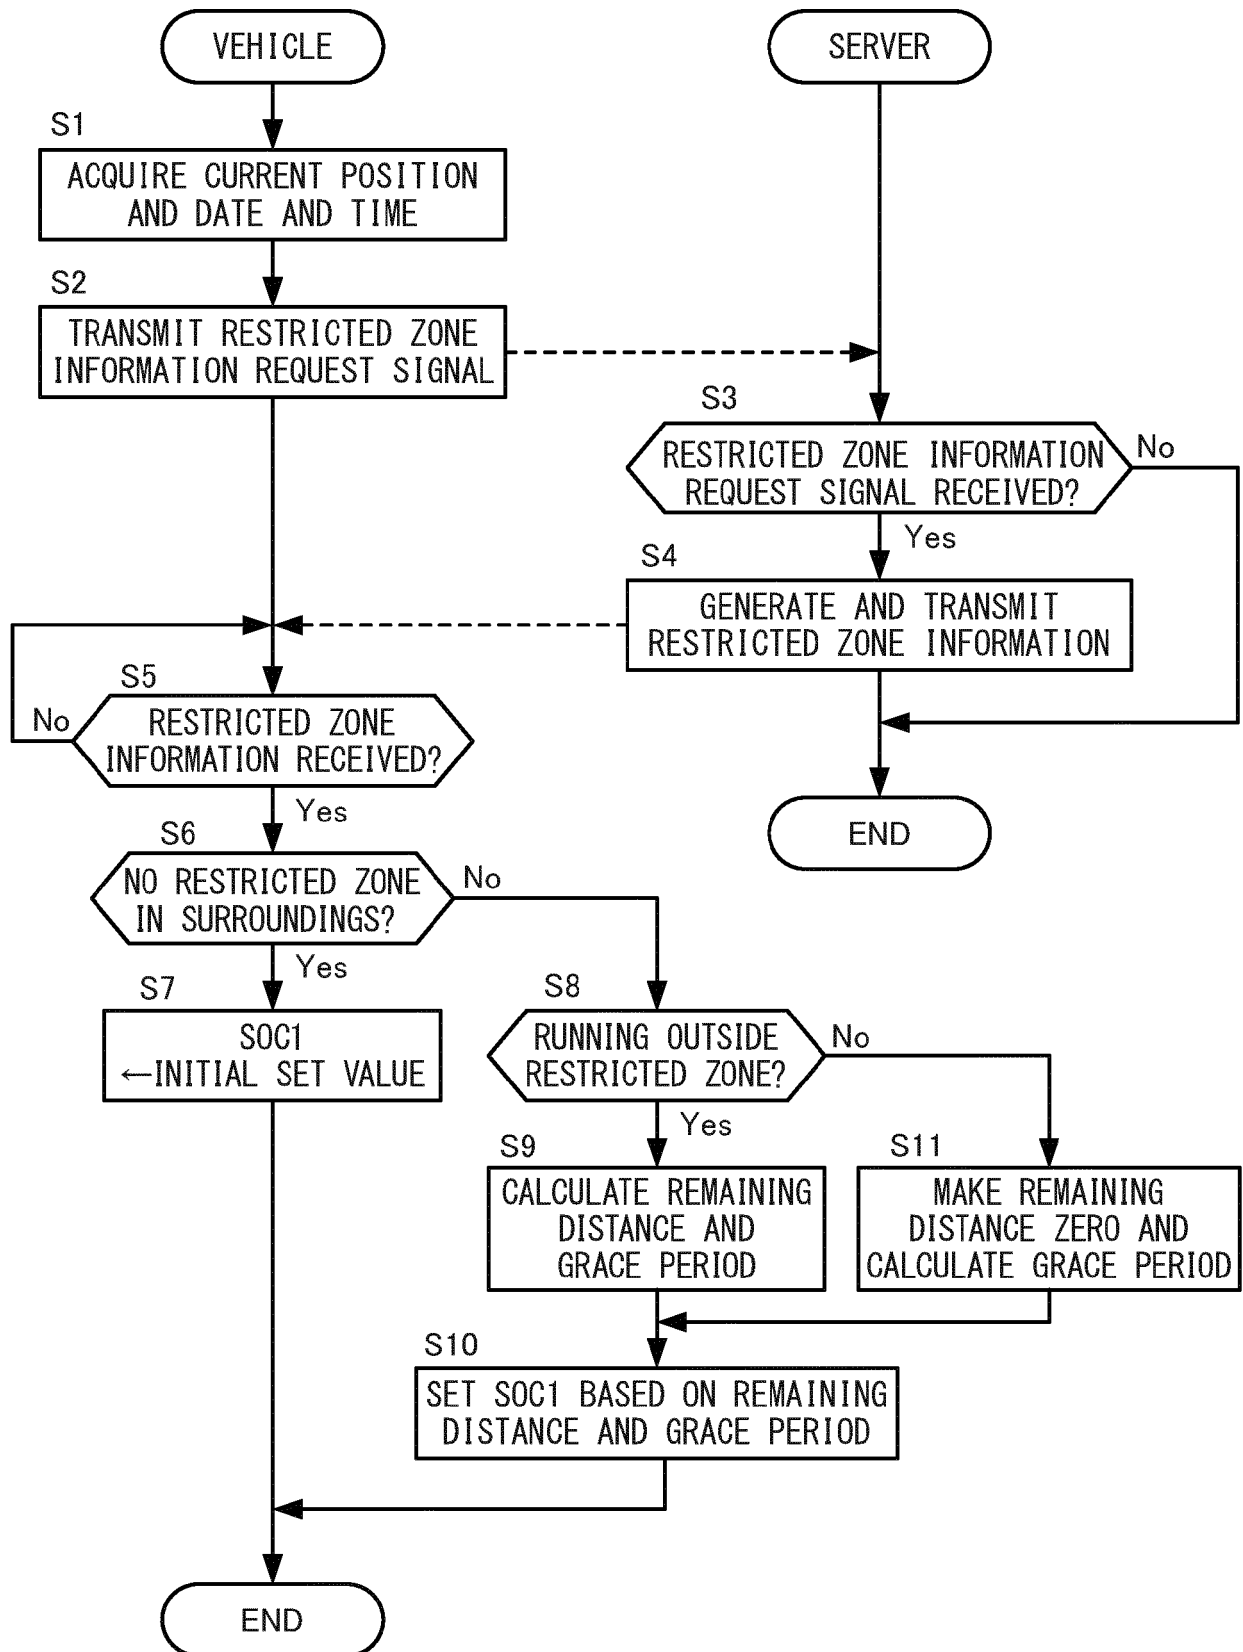 VEHICLE
SERVER
S1
ACQUIRE CURRENT POSITION
AND DATE AND TIME
S2
TRANSMIT RESTRICTED ZONE
INFORMATION REQUEST SIGNAL
S3
RESTRICTED ZONE INFORMATION
REQUEST SIGNAL RECEIVED?
No
Yes
S4
GENERATE AND TRANSMIT
RESTRICTED ZONE INFORMATION
S5
No
RESTRICTED ZONE
INFORMATION RECEIVED?
Yes
END
S6
NO RESTRICTED ZONE
IN SURROUNDINGS?
No
Yes
S7
SOC1
←INITIAL SET VALUE
S8
RUNNING OUTSIDE
RESTRICTED ZONE?
No
Yes
S9
CALCULATE REMAINING
DISTANCE AND
GRACE PERIOD
S11
MAKE REMAINING
DISTANCE ZERO AND
CALCULATE GRACE PERIOD
S10
SET SOC1 BASED ON REMAINING
DISTANCE AND GRACE PERIOD
END